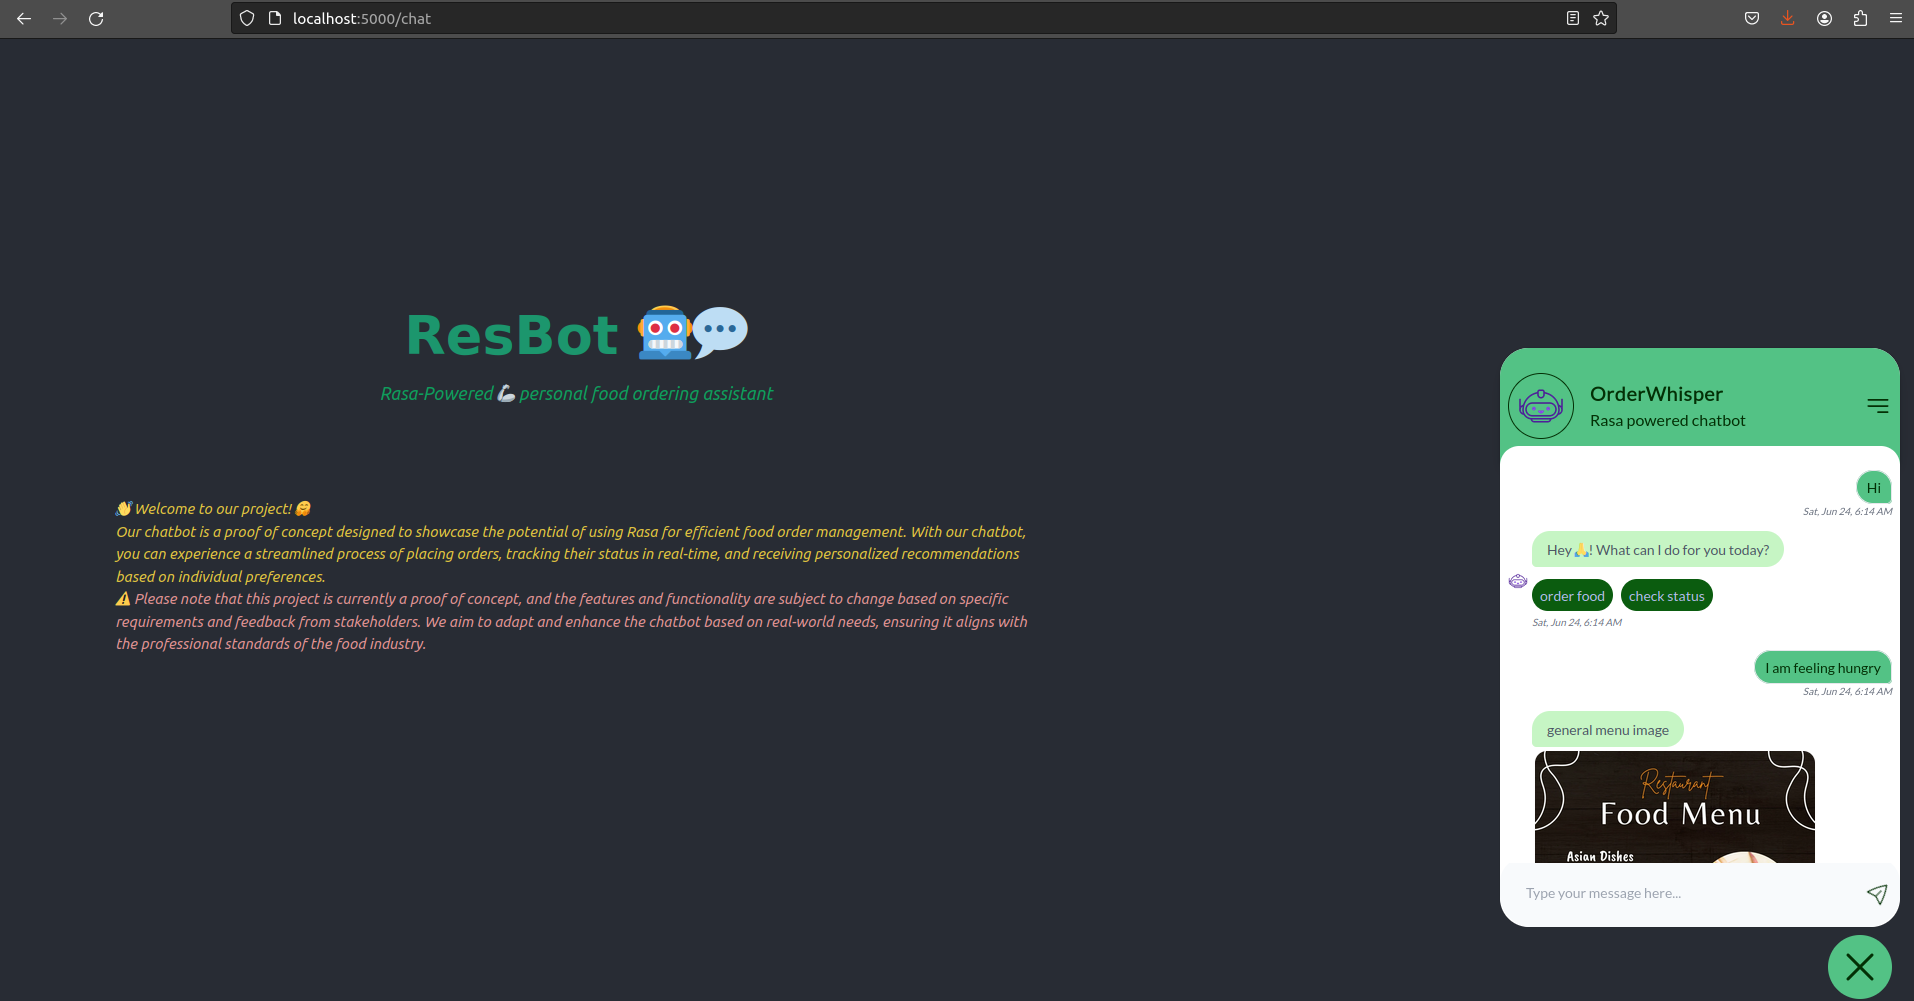 localhost:5000/chat
ResBot
Rasa-Powered 🦾 personal food ordering assistant
👋 Welcome to our project! 🤗
Our chatbot is a proof of concept designed to showcase the potential of using Rasa for efficient food order management. With our chatbot,
you can experience a streamlined process of placing orders, tracking their status in real-time, and receiving personalized recommendations
based on individual preferences.
⚠️ Please note that this project is currently a proof of concept, and the features and functionality are subject to change based on specific
requirements and feedback from stakeholders. We aim to adapt and enhance the chatbot based on real-world needs, ensuring it aligns with
the professional standards of the food industry.
OrderWhisper
Rasa powered chatbot
Hi
Sat, Jun 24, 6:14 AM
Hey🙏! What can I do for you today?
order food check status
Sat, Jun 24, 6:14 AM
I am feeling hungry
Sat, Jun 24, 6:14 AM
general menu image
Restaurant
Food Menu
Asian Dishes
Type your message here...